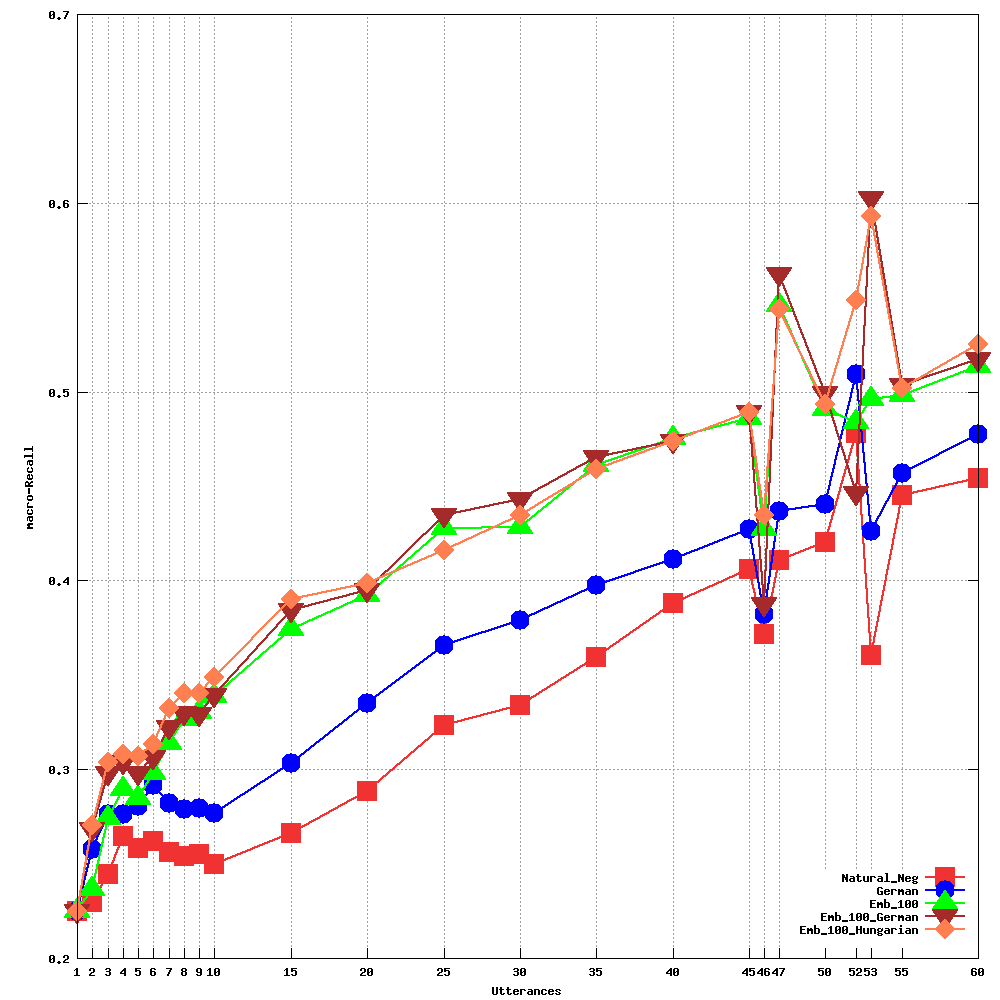 0.7
0.6
0.5
0.4
0.3
0.2
macro-Recall
1 2 3 4 5 6 7 8 9 10 15 20 25 30 35 40 45 46 47 50 52 53 55 60
Utterances
Natural_Neg
German
Emb_100
Emb_100_German
Emb_100_Hungarian